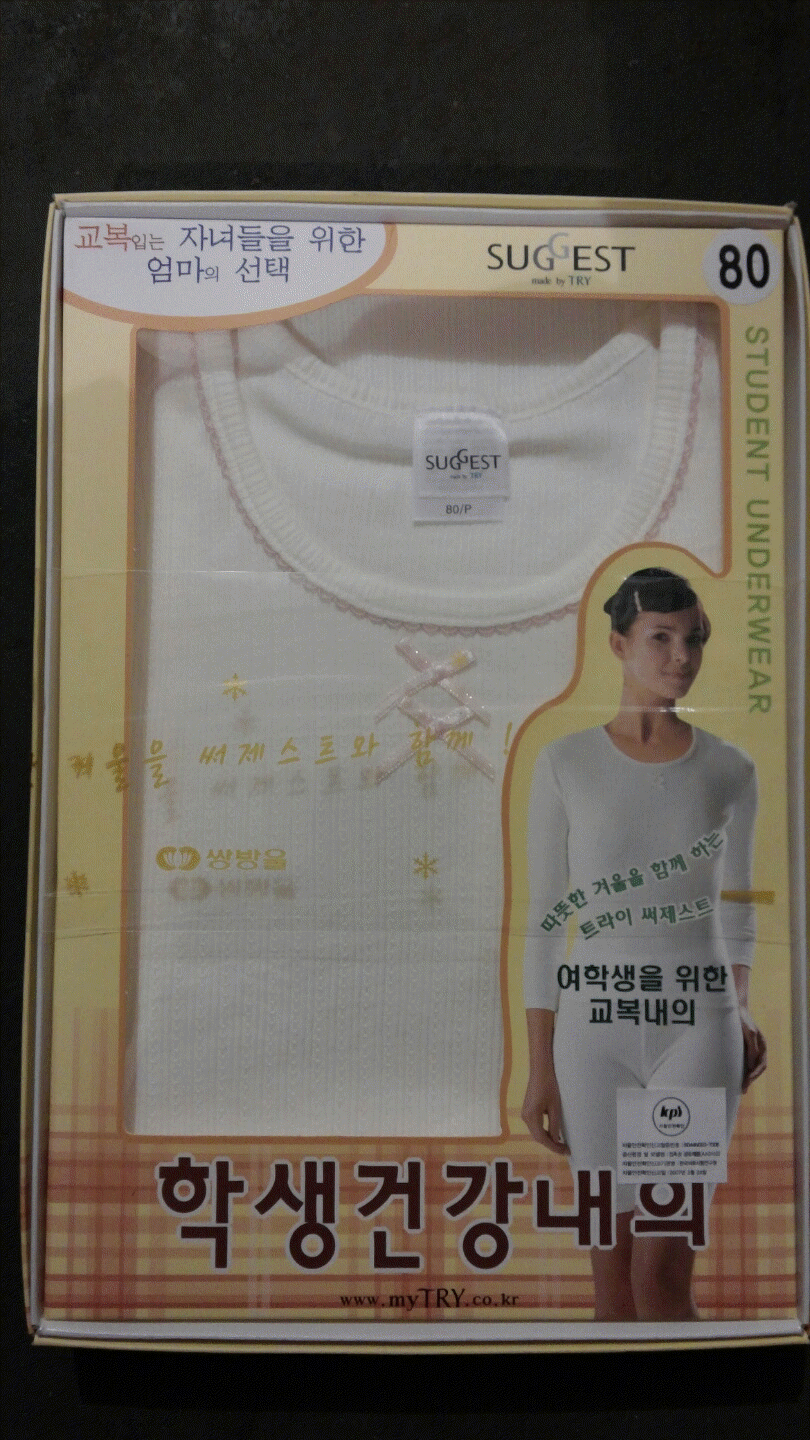 교복입는 자녀들을 위한
엄마의 선택
SUGGEST
made by TRY
80
STUDENT UNDERWEAR
SUGGEST
made by TRY
80/P
겨울을 써제스트와 함께 !
쌍방울
따뜻한 겨울을 함께 하는
트라이 써제스트
여학생을 위한
교복내의
kps
학생건강내의
www.myTRY.co.kr